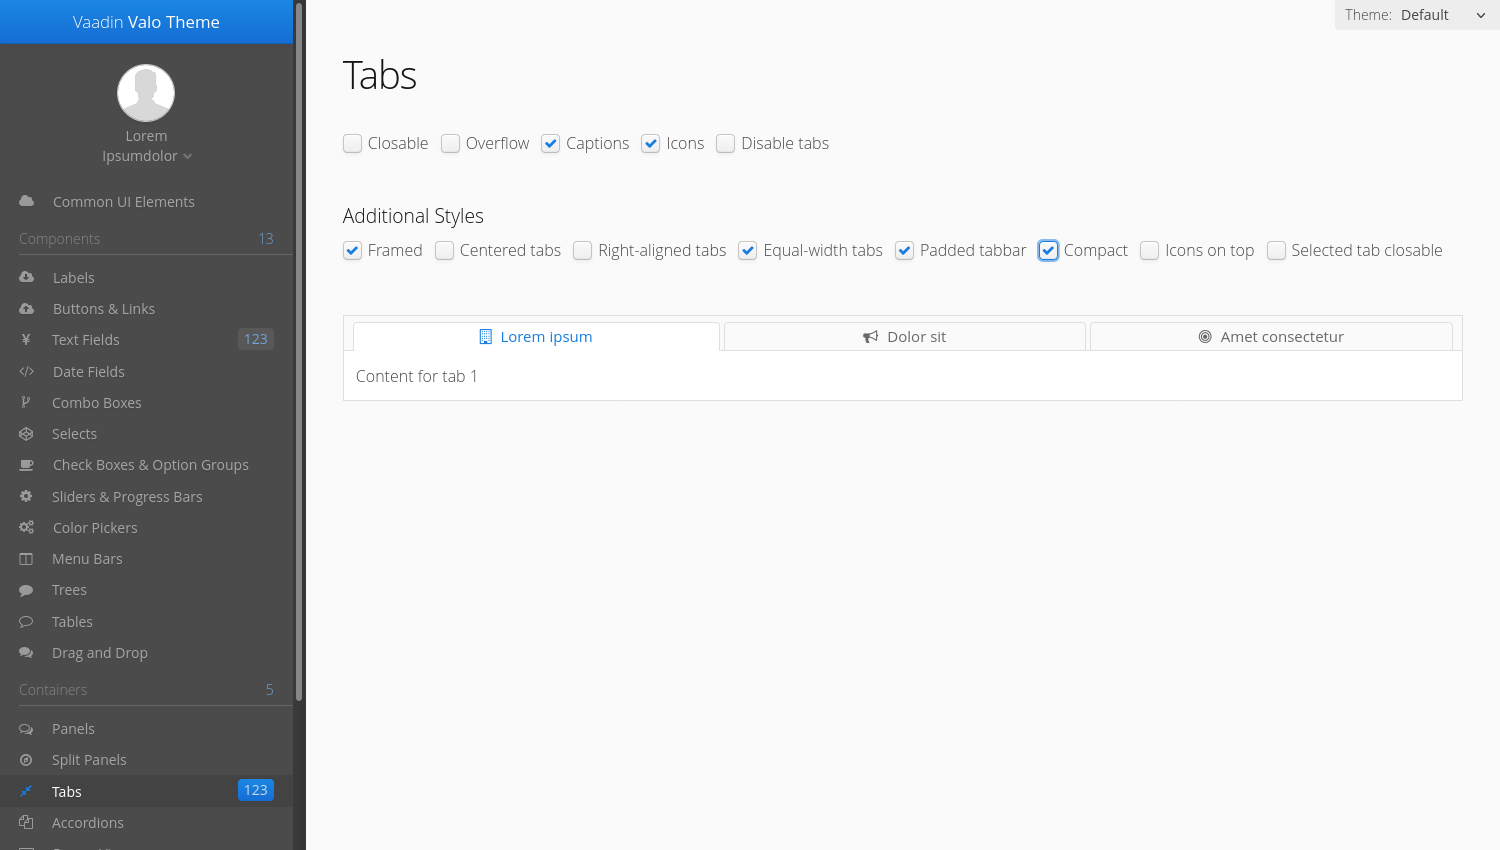 Vaadin Valo Theme
Lorem
Ipsumdolor
Common UI Elements
Components 13
Labels
Buttons & Links
Text Fields 123
Date Fields
Combo Boxes
Selects
Check Boxes & Option Groups
Sliders & Progress Bars
Color Pickers
Menu Bars
Trees
Tables
Drag and Drop
Containers 5
Panels
Split Panels
Tabs 123
Accordions
Theme: Default
Tabs
Closable Overflow Captions Icons Disable tabs
Additional Styles
Framed Centered tabs Right-aligned tabs Equal-width tabs Padded tabbar Compact Icons on top Selected tab closable
Lorem ipsum Dolor sit Amet consectetur
Content for tab 1